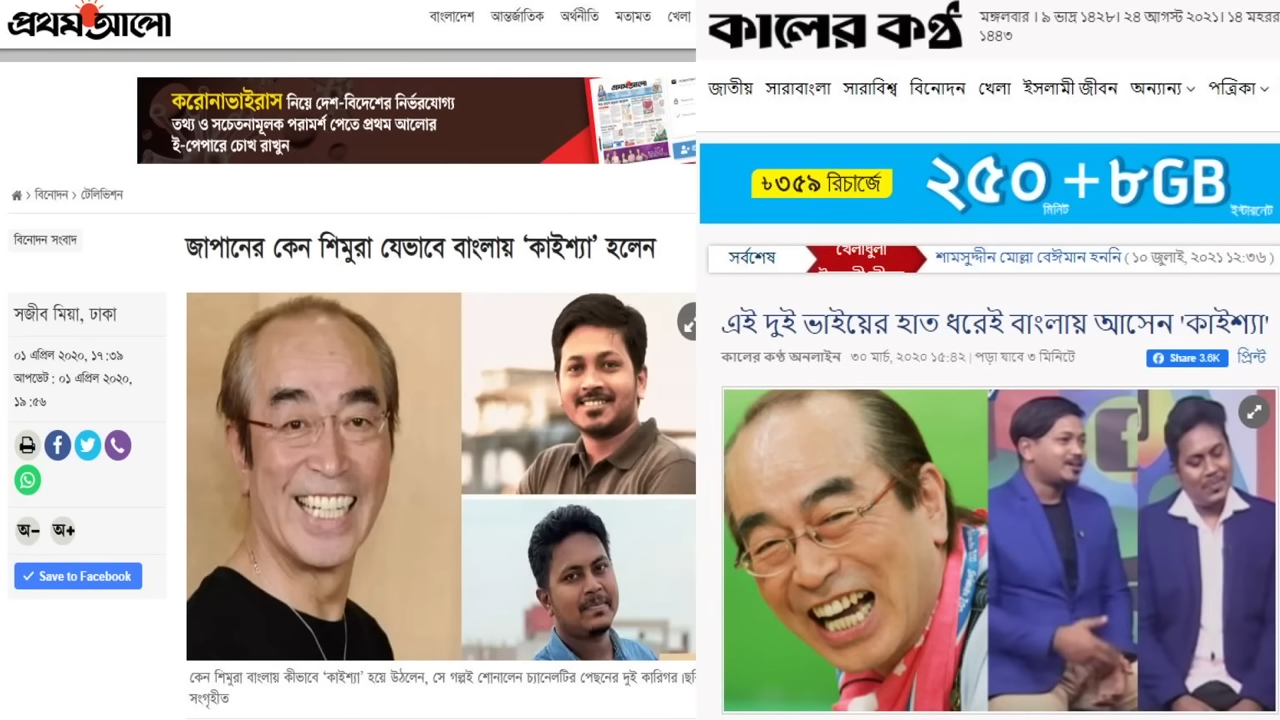 প্রথম আলো
বাংলাদেশ আন্তর্জাতিক অর্থনীতি মতামত খেলা
করোনাভাইরাস নিয়ে দেশ-বিদেশের নির্ভরযোগ্য
তথ্য ও সচেতনামূলক পরামর্শ পেতে প্রথম আলোর
ই-পেপারে চোখ রাখুন
বিনোদন › টেলিভিশন
বিনোদন সংবাদ
জাপানের কেন শিমুরা যেভাবে বাংলায় ‘কাইশ্যা’ হলেন
সজীব মিয়া, ঢাকা
০১ এপ্রিল ২০২০, ১৭:৩৯
আপডেট : ০১ এপ্রিল ২০২০,
১৯:৫৬
অ- অ+
Save to Facebook
কেন শিমুরা বাংলায় কীভাবে ‘কাইশ্যা’ হয়ে উঠলেন, সে গল্পই শোনালেন চ্যানেলটির পেছনের দুই কারিগর।
সংগৃহীত
কালের কণ্ঠ
মঙ্গলবার । ৯ ভাদ্র ১৪২৮। ২৪ আগস্ট ২০২১। ১৪ মহরর
১৪৪৩
জাতীয় সারাবাংলা সারাবিশ্ব বিনোদন খেলা ইসলামী জীবন অন্যান্য পত্রিকা
৳৩৫৯ রিচার্জে ২৫০ মিনিট + ৮GB ইন্টারনেট
সর্বশেষ খেলাধুলা শামসুদ্দীন মোল্লা বেঈমান হননি ( ১০ জুলাই, ২০২১ ১২:৩৬ )
এই দুই ভাইয়ের হাত ধরেই বাংলায় আসেন 'কাইশ্যা'
কালের কণ্ঠ অনলাইন ৩০ মার্চ, ২০২০ ১৫:৪২ | পড়া যাবে ৩ মিনিটে Share 3.6K প্রিন্ট